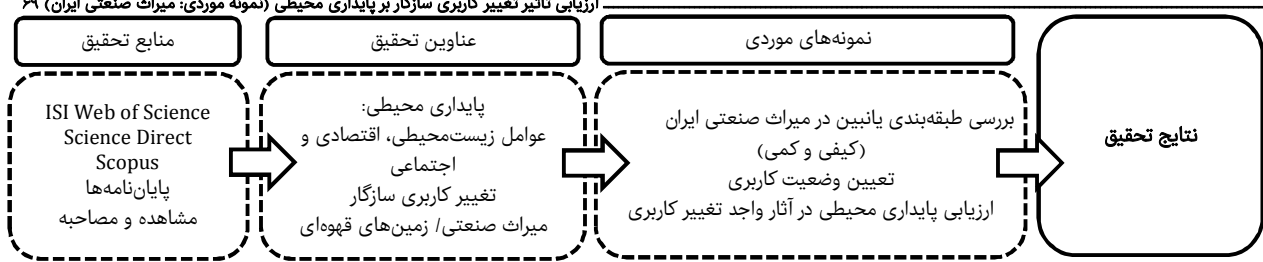 ارزیابی تأثیر تغییر کاربری سازگار بر پایداری محیطی (نمونه موردی: میراث صنعتی ایران) ۶۹
منابع تحقیق
ISI Web of Science
Science Direct
Scopus
پایان‌نامه‌ها
مشاهده و مصاحبه
عناوین تحقیق
پایداری محیطی:
عوامل زیست‌محیطی، اقتصادی و
اجتماعی
تغییر کاربری سازگار
میراث صنعتی/ زمین‌های قهوه‌ای
نمونه‌های موردی
بررسی طبقه‌بندی یانبین در میراث صنعتی ایران
(کیفی و کمی)
تعیین وضعیت کاربری
ارزیابی پایداری محیطی در آثار واجد تغییر کاربری
نتایج تحقیق